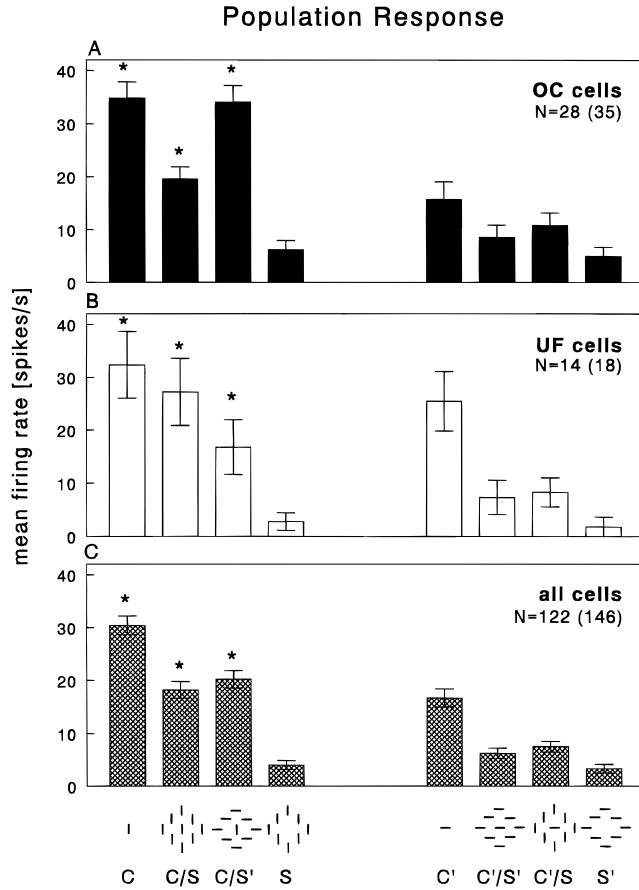 Population Response
A
OC cells
N=28 (35)
40
30
20
10
0
B
UF cells
N=14 (18)
40
30
20
10
0
mean firing rate [spikes/s]
C
all cells
N=122 (146)
40
30
20
10
0
C C/S C/S' S C' C'/S' C'/S S'